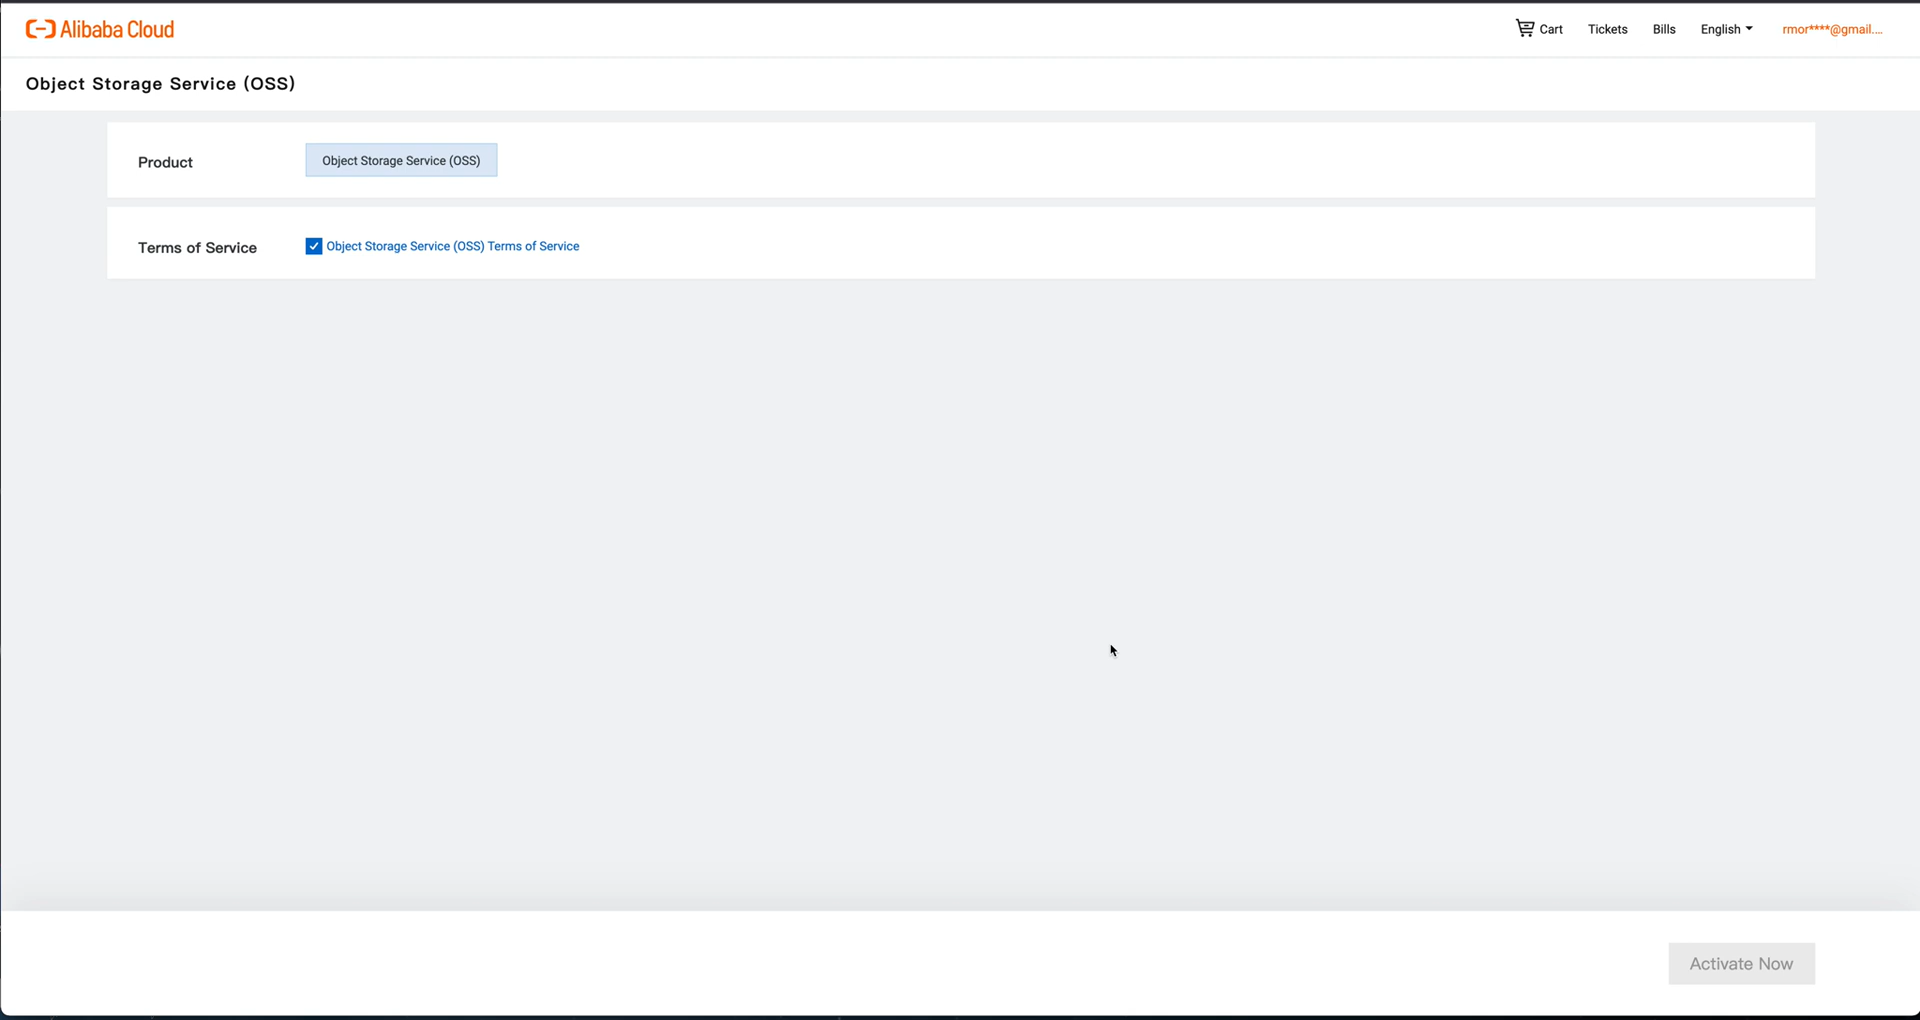 Alibaba Cloud
Cart Tickets Bills English rmor****@gmail....
Object Storage Service (OSS)
Product Object Storage Service (OSS)
Terms of Service Object Storage Service (OSS) Terms of Service
Activate Now